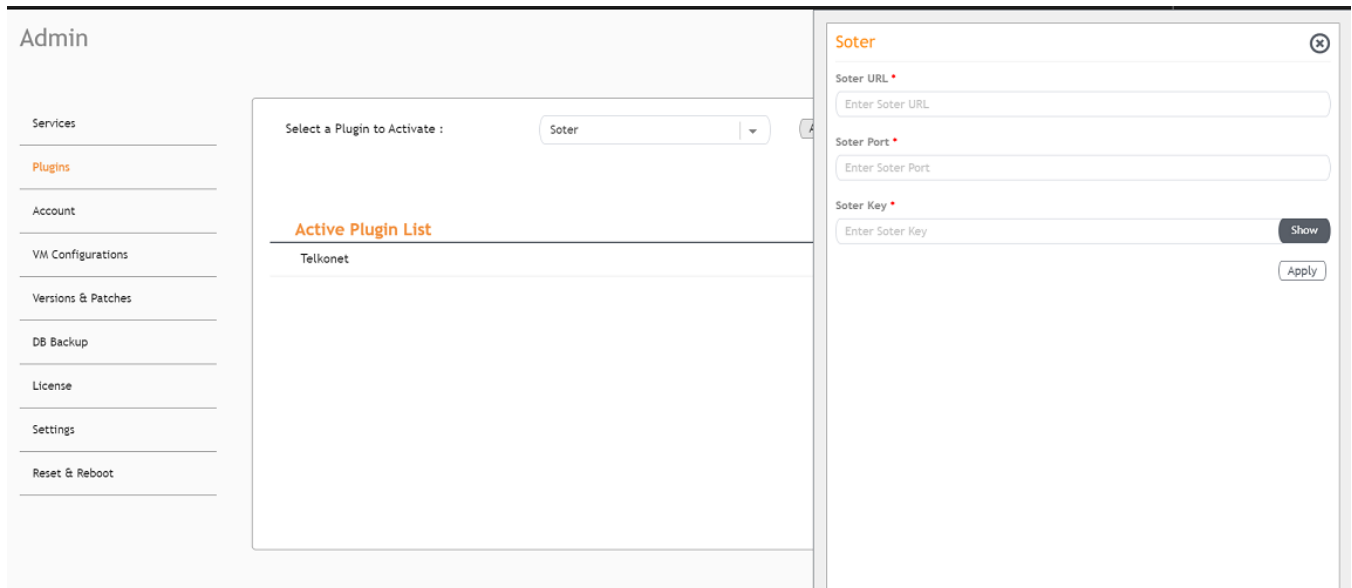 Admin
Services
Plugins
Account
VM Configurations
Versions & Patches
DB Backup
License
Settings
Reset & Reboot
Select a Plugin to Activate :
Soter
Active Plugin List
Telkonet
Soter
Soter URL *
Enter Soter URL
Soter Port *
Enter Soter Port
Soter Key *
Enter Soter Key
Show
Apply